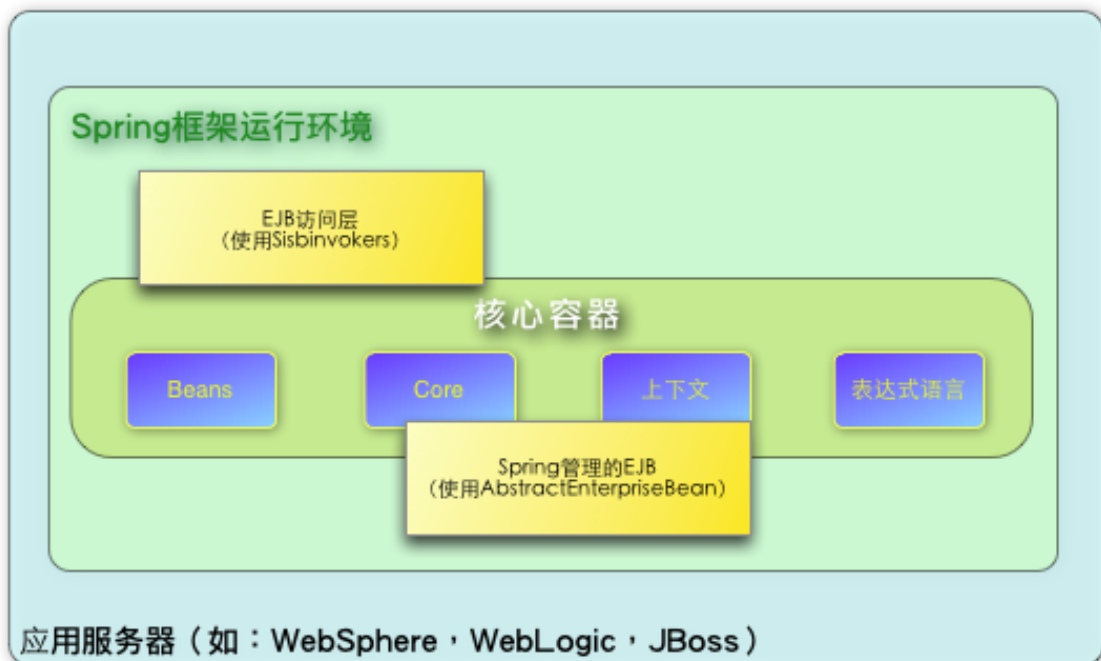 Spring框架运行环境
EJB访问层
（使用Sisbinvokers）
核心容器
Beans
Core
上下文
表达式语言
Spring管理的EJB
（使用AbstractEnterpriseBean）
应用服务器（如：WebSphere，WebLogic，JBoss）